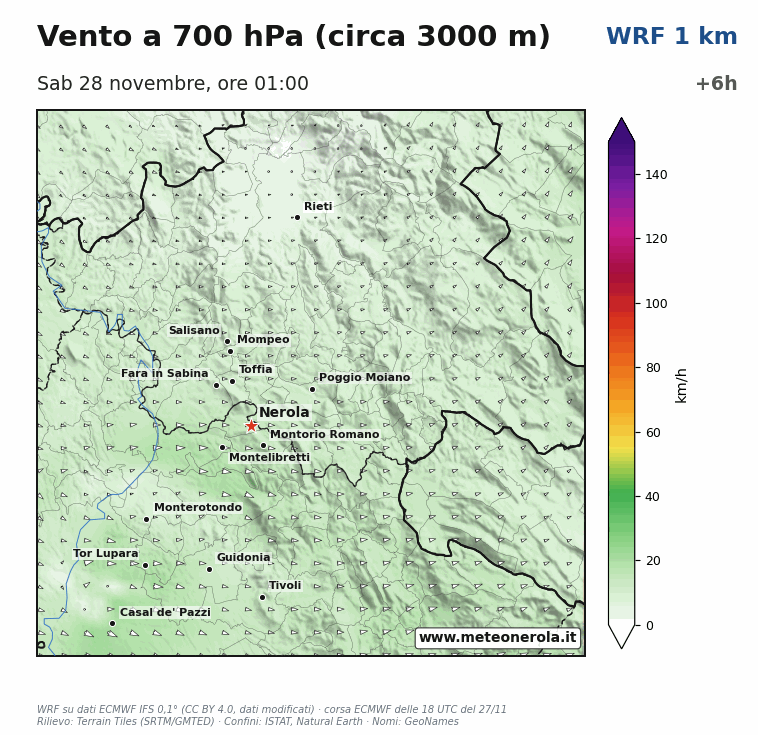 Vento a 700 hPa (circa 3000 m)
WRF 1 km
Sab 28 novembre, ore 01:00
+6h
Rieti
Salisano
Mompeo
Fara in Sabina
Toffia
Poggio Moiano
Nerola
Montorio Romano
Montelibretti
Monterotondo
Tor Lupara
Guidonia
Tivoli
Casal de' Pazzi
www.meteonerola.it
140
120
100
80
60
40
20
0
km/h
WRF su dati ECMWF IFS 0,1° (CC BY 4.0, dati modificati) · corsa ECMWF delle 18 UTC del 27/11
Rilievo: Terrain Tiles (SRTM/GMTED) · Confini: ISTAT, Natural Earth · Nomi: GeoNames